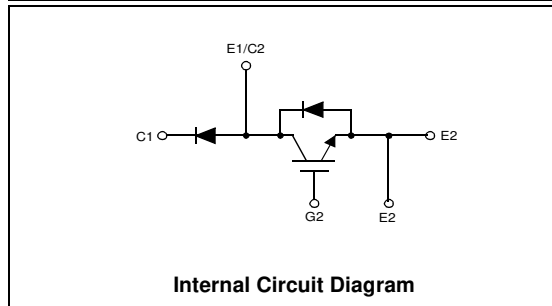 E1/C2
C1
E2
G2
E2
Internal Circuit Diagram